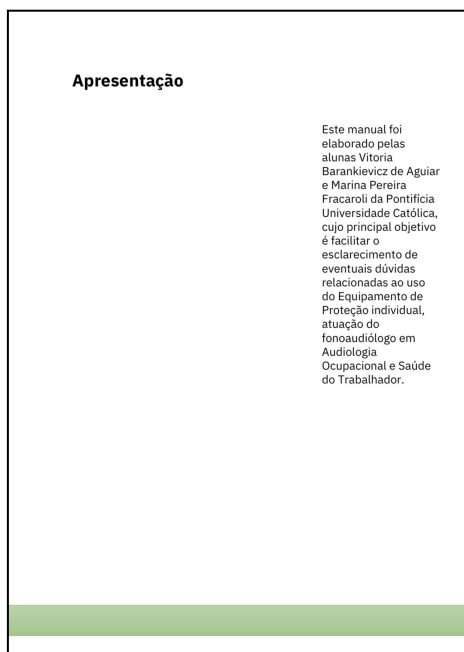 Apresentação
Este manual foi
elaborado pelas
alunas Vitoria
Barankievicz de Aguiar
e Marina Pereira
Fracaroli da Pontifícia
Universidade Católica,
cujo principal objetivo
é facilitar o
esclarecimento de
eventuais dúvidas
relacionadas ao uso
do Equipamento de
Proteção individual,
atuação do
fonoaudiólogo em
Audiologia
Ocupacional e Saúde
do Trabalhador.